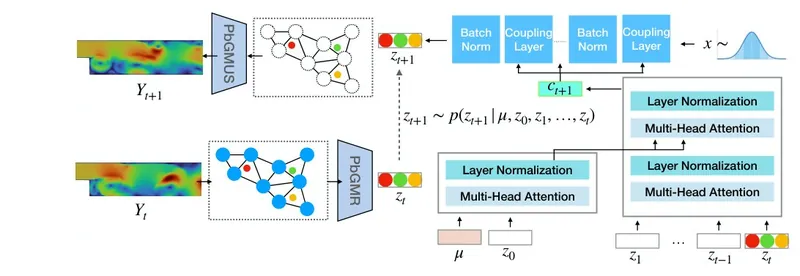 PbGMUS
Y_{t+1}
z_{t+1}
Batch Norm
Coupling Layer
......
Batch Norm
Coupling Layer
x ∼
c_{t+1}
z_{t+1} ∼ p(z_{t+1} | μ, z_0, z_1, …, z_t)
Layer Normalization
Multi-Head Attention
Layer Normalization
Multi-Head Attention
Layer Normalization
Multi-Head Attention
PbGMR
Y_t
z_t
μ
z_0
z_1
…
z_{t−1}
z_t